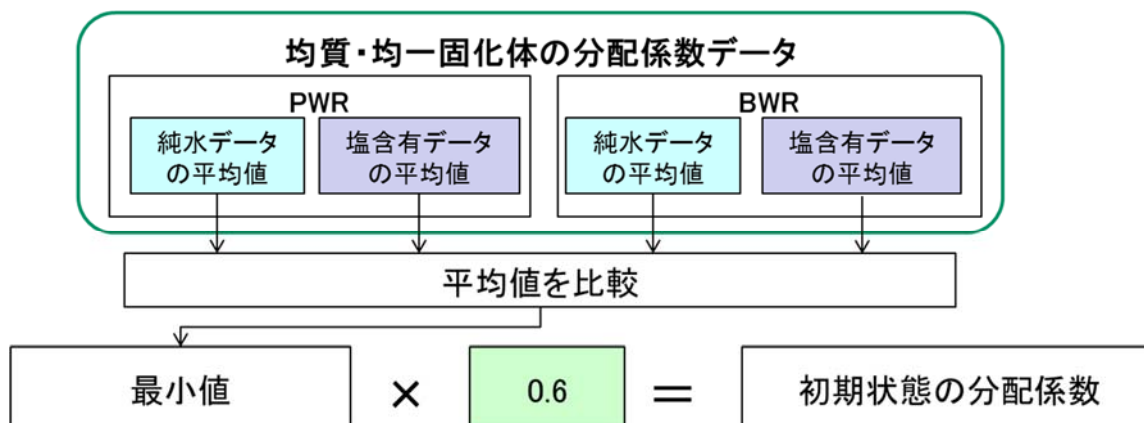 均質・均一固化体の分配係数データ
PWR
BWR
純水データ
の平均値
塩含有データ
の平均値
純水データ
の平均値
塩含有データ
の平均値
平均値を比較
最小値 × 0.6 = 初期状態の分配係数